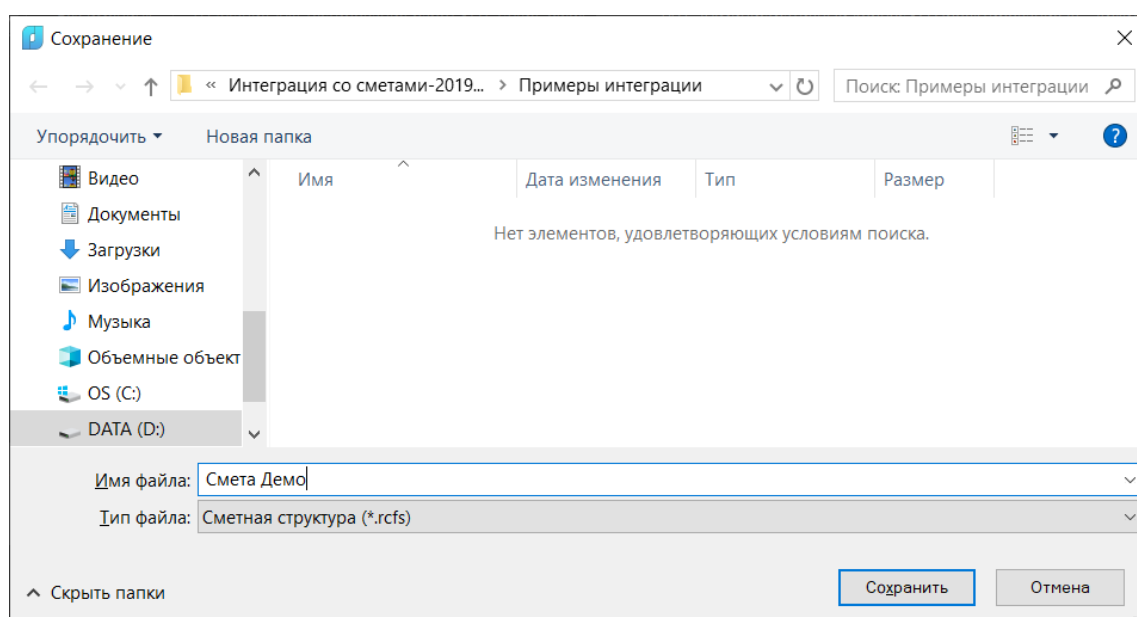 Сохранение
« Интеграция со сметами-2019... > Примеры интеграции
Поиск: Примеры интеграции
Упорядочить
Новая папка
?
Имя
Дата изменения
Тип
Размер
Нет элементов, удовлетворяющих условиям поиска.
Видео
Документы
Загрузки
Изображения
Музыка
Объемные объект
OS (C:)
DATA (D:)
Имя файла: Смета Демо
Тип файла: Сметная структура (*.rcfs)
Скрыть папки
Сохранить
Отмена